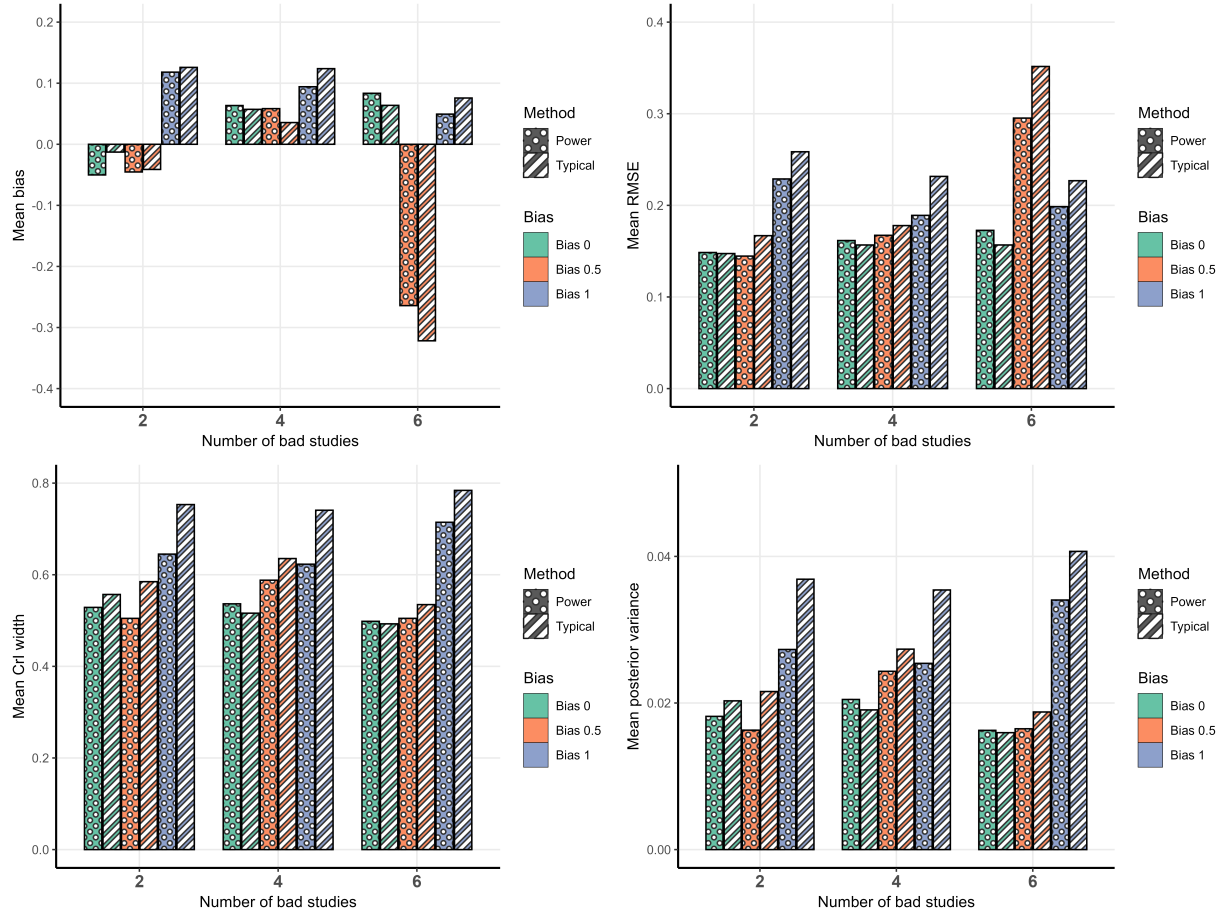 0.2
0.1
0.0
-0.1
-0.2
-0.3
-0.4
Mean bias
2
4
6
Number of bad studies
Method
Power
Typical
Bias
Bias 0
Bias 0.5
Bias 1
0.4
0.3
0.2
0.1
0.0
Mean RMSE
2
4
6
Number of bad studies
Method
Power
Typical
Bias
Bias 0
Bias 0.5
Bias 1
0.8
0.6
0.4
0.2
0.0
Mean CrI width
2
4
6
Number of bad studies
Method
Power
Typical
Bias
Bias 0
Bias 0.5
Bias 1
0.04
0.02
0.00
Mean posterior variance
2
4
6
Number of bad studies
Method
Power
Typical
Bias
Bias 0
Bias 0.5
Bias 1